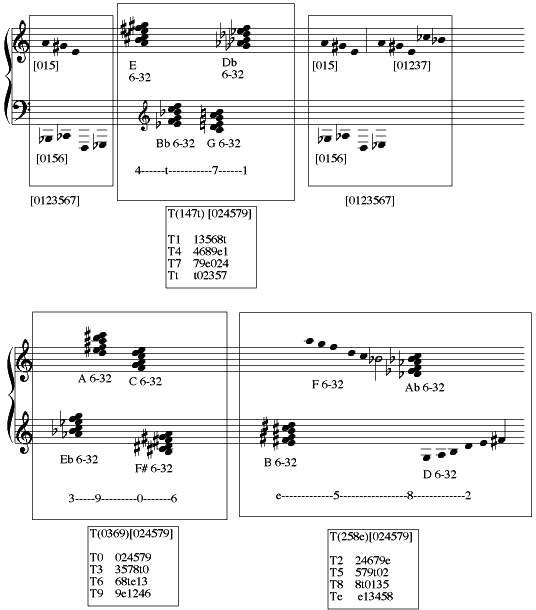 [015]
E
6-32
Db
6-32
[015]
[01237]
[0156]
Bb 6-32
G 6-32
[0156]
4------t-----------7-----1
[0123567]
[0123567]
T(147t) [024579]
T1 13568t
T4 4689e1
T7 79e024
Tt t02357
A 6-32
C 6-32
F 6-32
Ab 6-32
Eb 6-32
F# 6-32
B 6-32
D 6-32
3-----9---------0------6
e------------5---------------8------------2
T(0369)[024579]
T0 024579
T3 3578t0
T6 68te13
T9 9e1246
T(258e)[024579]
T2 24679e
T5 579t02
T8 8t0135
Te e13458